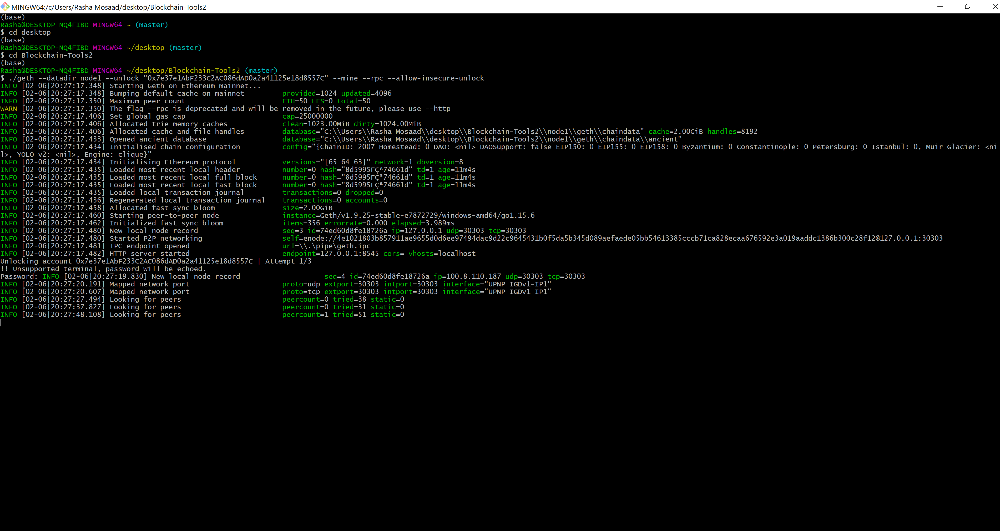 MINGW64:/c/Users/Rasha Mosaad/desktop/Blockchain-Tools2
(base)
Rasha@DESKTOP-NQ4FIBD MINGW64 ~ (master)
$ cd desktop
(base)
Rasha@DESKTOP-NQ4FIBD MINGW64 ~/desktop (master)
$ cd Blockchain-Tools2
(base)
Rasha@DESKTOP-NQ4FIBD MINGW64 ~/desktop/Blockchain-Tools2 (master)
$ ./geth --datadir node1 --unlock "0x7e37e1AbF233C2AC086dAD0a2a41125e18d8557C" --mine --rpc --allow-insecure-unlock
INFO [02-06|20:27:17.348] Starting Geth on Ethereum mainnet...
INFO [02-06|20:27:17.348] Bumping default cache on mainnet provided=1024 updated=4096
INFO [02-06|20:27:17.350] Maximum peer count ETH=50 LES=0 total=50
WARN [02-06|20:27:17.350] The flag --rpc is deprecated and will be removed in the future, please use --http
INFO [02-06|20:27:17.406] Set global gas cap cap=25000000
INFO [02-06|20:27:17.406] Allocated trie memory caches clean=1023.00MiB dirty=1024.00MiB
INFO [02-06|20:27:17.406] Allocated cache and file handles database="C:\\Users\\Rasha Mosaad\\desktop\\Blockchain-Tools2\\node1\\geth\\chaindata" cache=2.00GiB handles=8192
INFO [02-06|20:27:17.433] Opened ancient database database="C:\\Users\\Rasha Mosaad\\desktop\\Blockchain-Tools2\\node1\\geth\\chaindata\\ancient"
INFO [02-06|20:27:17.434] Initialised chain configuration config="{ChainID: 2007 Homestead: 0 DAO: <nil> DAOSupport: false EIP150: 0 EIP155: 0 EIP158: 0 Byzantium: 0 Constantinople: 0 Petersburg: 0 Istanbul: 0, Muir Glacier: <ni
l>, YOLO v2: <nil>, Engine: clique}"
INFO [02-06|20:27:17.434] Initialising Ethereum protocol versions="[65 64 63]" network=1 dbversion=8
INFO [02-06|20:27:17.435] Loaded most recent local header number=0 hash="8d5995ΓÇª74661d" td=1 age=11m4s
INFO [02-06|20:27:17.435] Loaded most recent local full block number=0 hash="8d5995ΓÇª74661d" td=1 age=11m4s
INFO [02-06|20:27:17.435] Loaded most recent local fast block number=0 hash="8d5995ΓÇª74661d" td=1 age=11m4s
INFO [02-06|20:27:17.435] Loaded local transaction journal transactions=0 dropped=0
INFO [02-06|20:27:17.436] Regenerated local transaction journal transactions=0 accounts=0
INFO [02-06|20:27:17.458] Allocated fast sync bloom size=2.00GiB
INFO [02-06|20:27:17.460] Starting peer-to-peer node instance=Geth/v1.9.25-stable-e7872729/windows-amd64/go1.15.6
INFO [02-06|20:27:17.462] Initialized fast sync bloom items=356 errorrate=0.000 elapsed=3.989ms
INFO [02-06|20:27:17.480] New local node record seq=3 id=74ed60d8fe18726a ip=127.0.0.1 udp=30303 tcp=30303
INFO [02-06|20:27:17.480] Started P2P networking self=enode://4e1021803b857911ae9655d0d6ee97494dac9d22c9645431b0f5da5b345d089aefaede05bb54613385cccb71ca828ecaa676592e3a019aaddc1386b300c28f12@127.0.0.1:30303
INFO [02-06|20:27:17.481] IPC endpoint opened url=\\.\pipe\geth.ipc
INFO [02-06|20:27:17.482] HTTP server started endpoint=127.0.0.1:8545 cors= vhosts=localhost
Unlocking account 0x7e37e1AbF233C2AC086dAD0a2a41125e18d8557C | Attempt 1/3
!! Unsupported terminal, password will be echoed.
Password: INFO [02-06|20:27:19.830] New local node record seq=4 id=74ed60d8fe18726a ip=100.8.110.187 udp=30303 tcp=30303
INFO [02-06|20:27:20.191] Mapped network port proto=udp extport=30303 intport=30303 interface="UPNP IGDv1-IP1"
INFO [02-06|20:27:20.607] Mapped network port proto=tcp extport=30303 intport=30303 interface="UPNP IGDv1-IP1"
INFO [02-06|20:27:27.494] Looking for peers peercount=0 tried=38 static=0
INFO [02-06|20:27:37.827] Looking for peers peercount=0 tried=31 static=0
INFO [02-06|20:27:48.108] Looking for peers peercount=1 tried=51 static=0